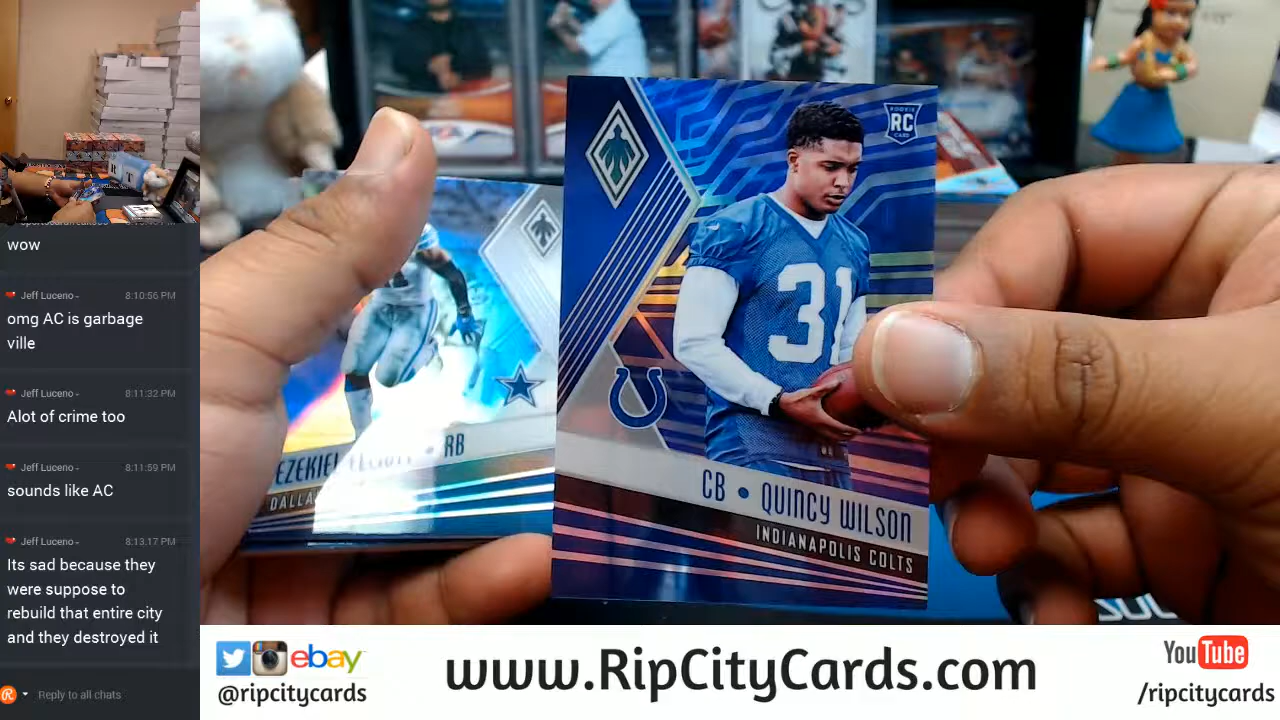 wow
Jeff Luceno - 8:10:56 PM
omg AC is garbage
ville
Jeff Luceno - 8:11:32 PM
Alot of crime too
Jeff Luceno - 8:11:59 PM
sounds like AC
Jeff Luceno - 8:13:17 PM
Its sad because they
were suppose to
rebuild that entire city
and they destroyed it
Reply to all chats
ROOKIE
RC
CARD
31
CB • QUINCY WILSON
INDIANAPOLIS COLTS
RB
ebay
@ripcitycards
www.RipCityCards.com
YouTube
/ripcitycards